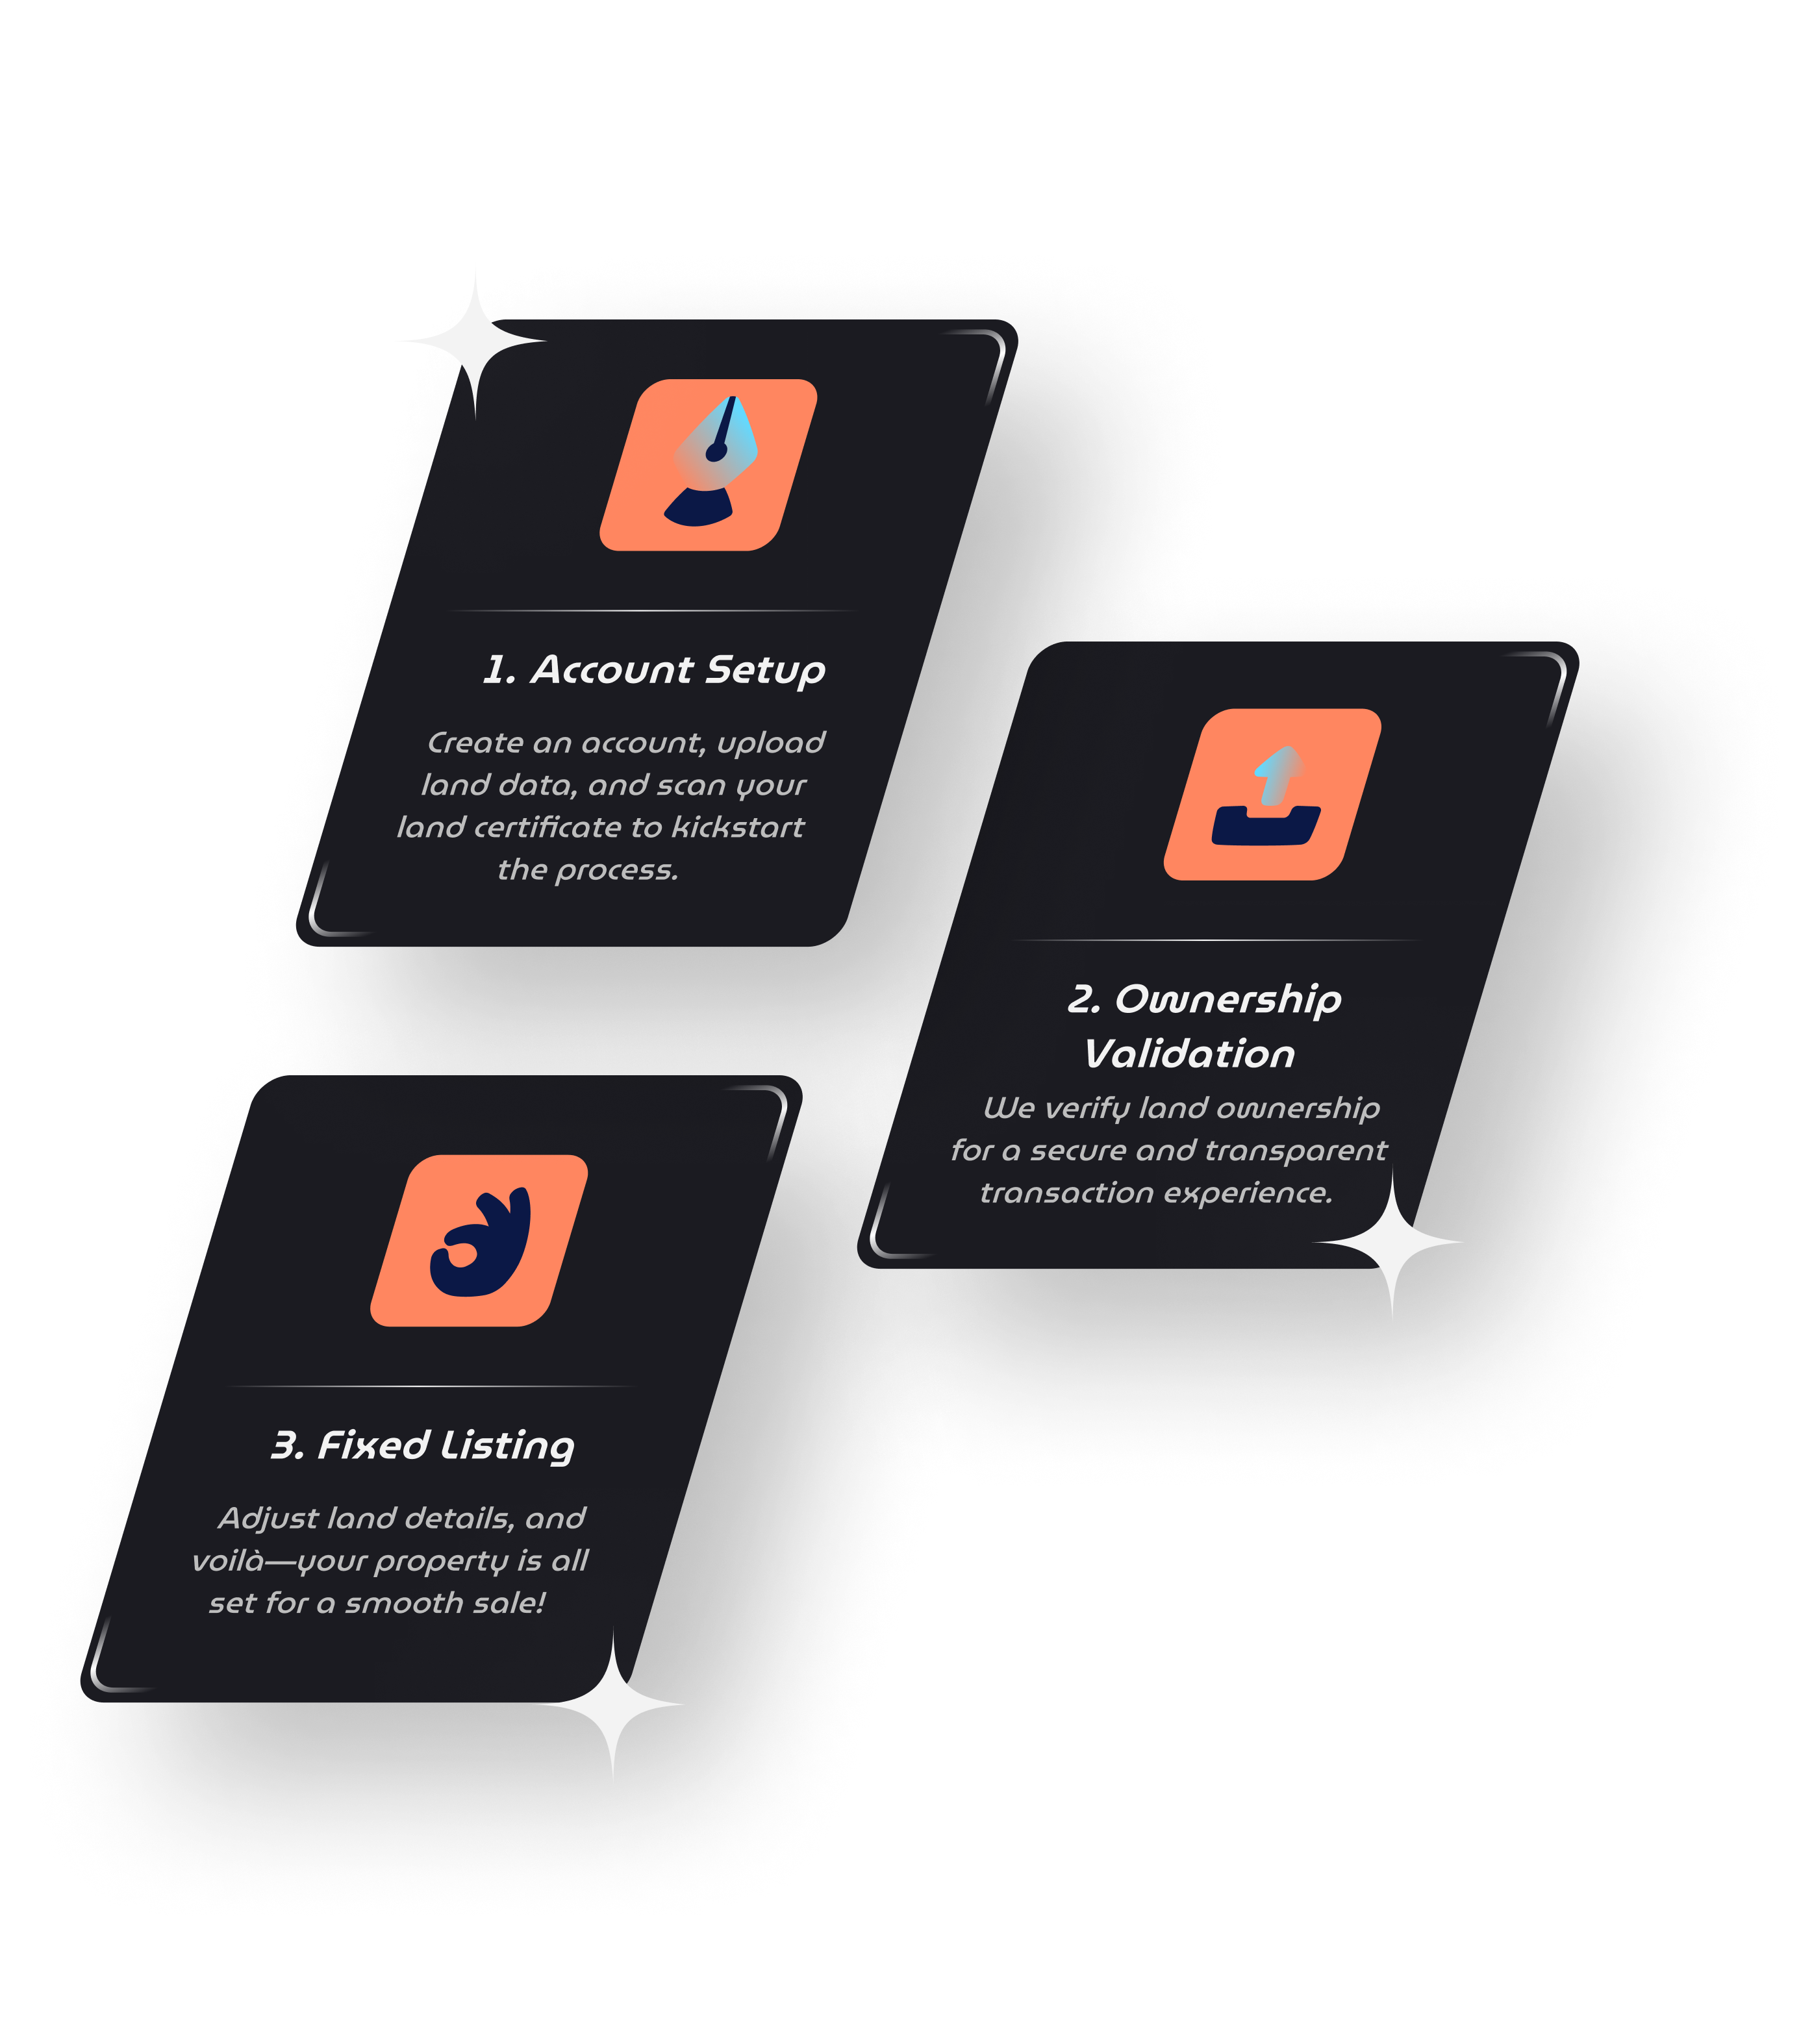 1. Account Setup
Create an account, upload
land data, and scan your
land certificate to kickstart
the process.
2. Ownership
Validation
We verify land ownership
for a secure and transparent
transaction experience.
3. Fixed Listing
Adjust land details, and
voilà—your property is all
set for a smooth sale!